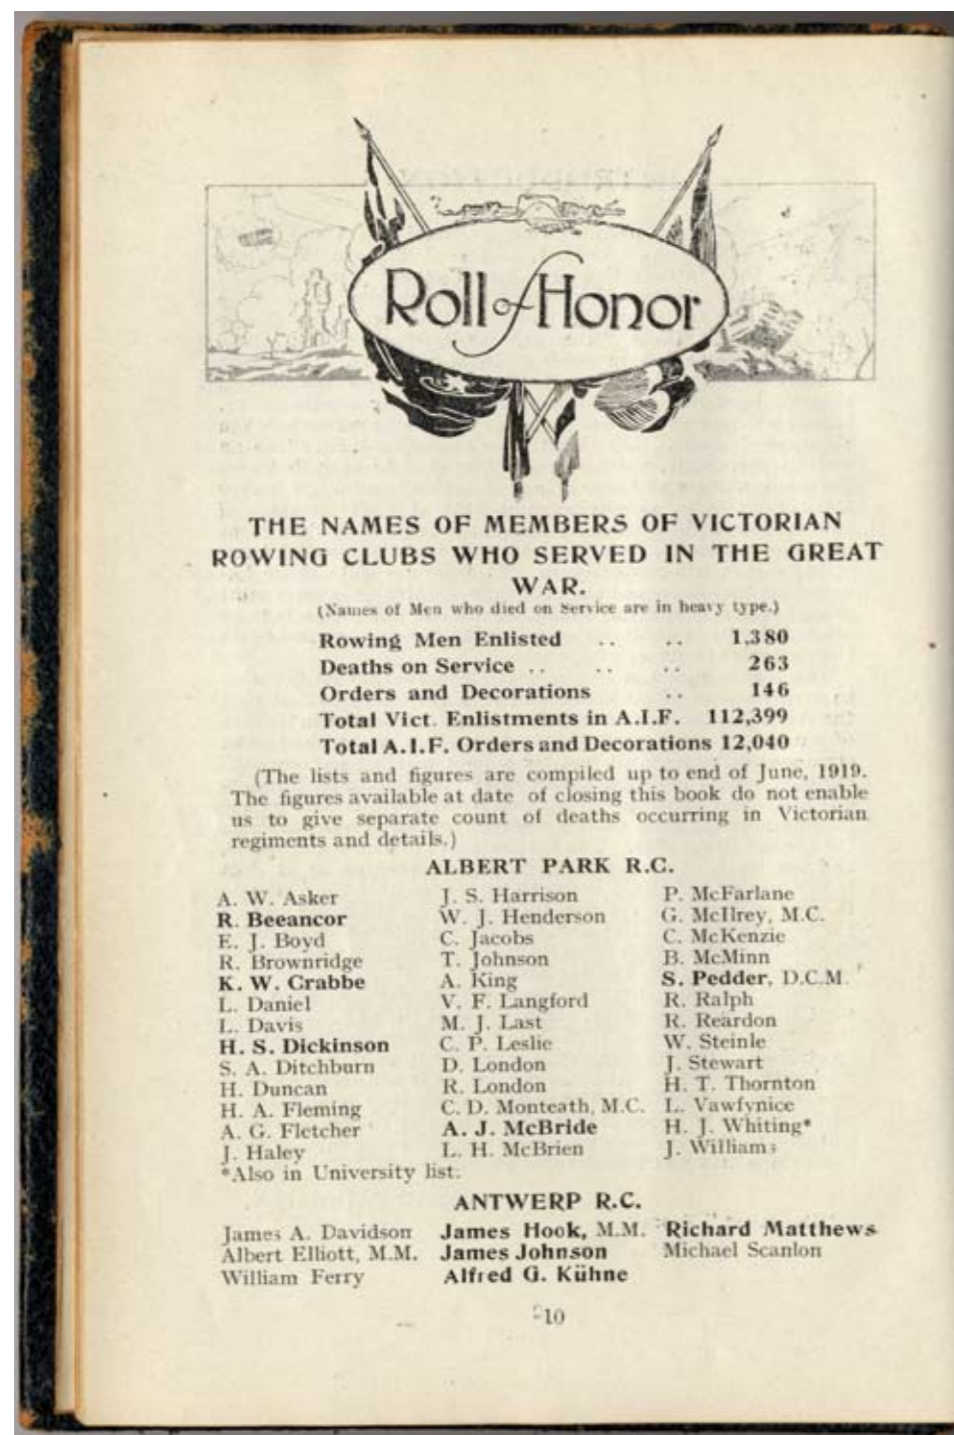 Roll of Honor
THE NAMES OF MEMBERS OF VICTORIAN
ROWING CLUBS WHO SERVED IN THE GREAT
WAR.
(Names of Men who died on Service are in heavy type.)
Rowing Men Enlisted .. .. 1,380
Deaths on Service .. .. .. 263
Orders and Decorations .. 146
Total Vict. Enlistments in A.I.F. 112,399
Total A.I.F. Orders and Decorations 12,040
(The lists and figures are compiled up to end of June, 1919.
The figures available at date of closing this book do not enable
us to give separate count of deaths occurring in Victorian
regiments and details.)
ALBERT PARK R.C.
A. W. Asker
R. Beeancor
E. J. Boyd
R. Brownridge
K. W. Crabbe
L. Daniel
L. Davis
H. S. Dickinson
S. A. Ditchburn
H. Duncan
H. A. Fleming
A. G. Fletcher
J. Haley
J. S. Harrison
W. J. Henderson
C. Jacobs
T. Johnson
A. King
V. F. Langford
M. J. Last
C. P. Leslie
D. London
R. London
C. D. Monteath, M.C.
A. J. McBride
L. H. McBrien
P. McFarlane
G. McIlrey, M.C.
C. McKenzie
B. McMinn
S. Pedder, D.C.M.
R. Ralph
R. Reardon
W. Steinle
J. Stewart
H. T. Thornton
L. Vawfynice
H. J. Whiting*
J. Williams
*Also in University list.
ANTWERP R.C.
James A. Davidson
Albert Elliott, M.M.
William Ferry
James Hook, M.M.
James Johnson
Alfred G. Kühne
Richard Matthews
Michael Scanlon
10